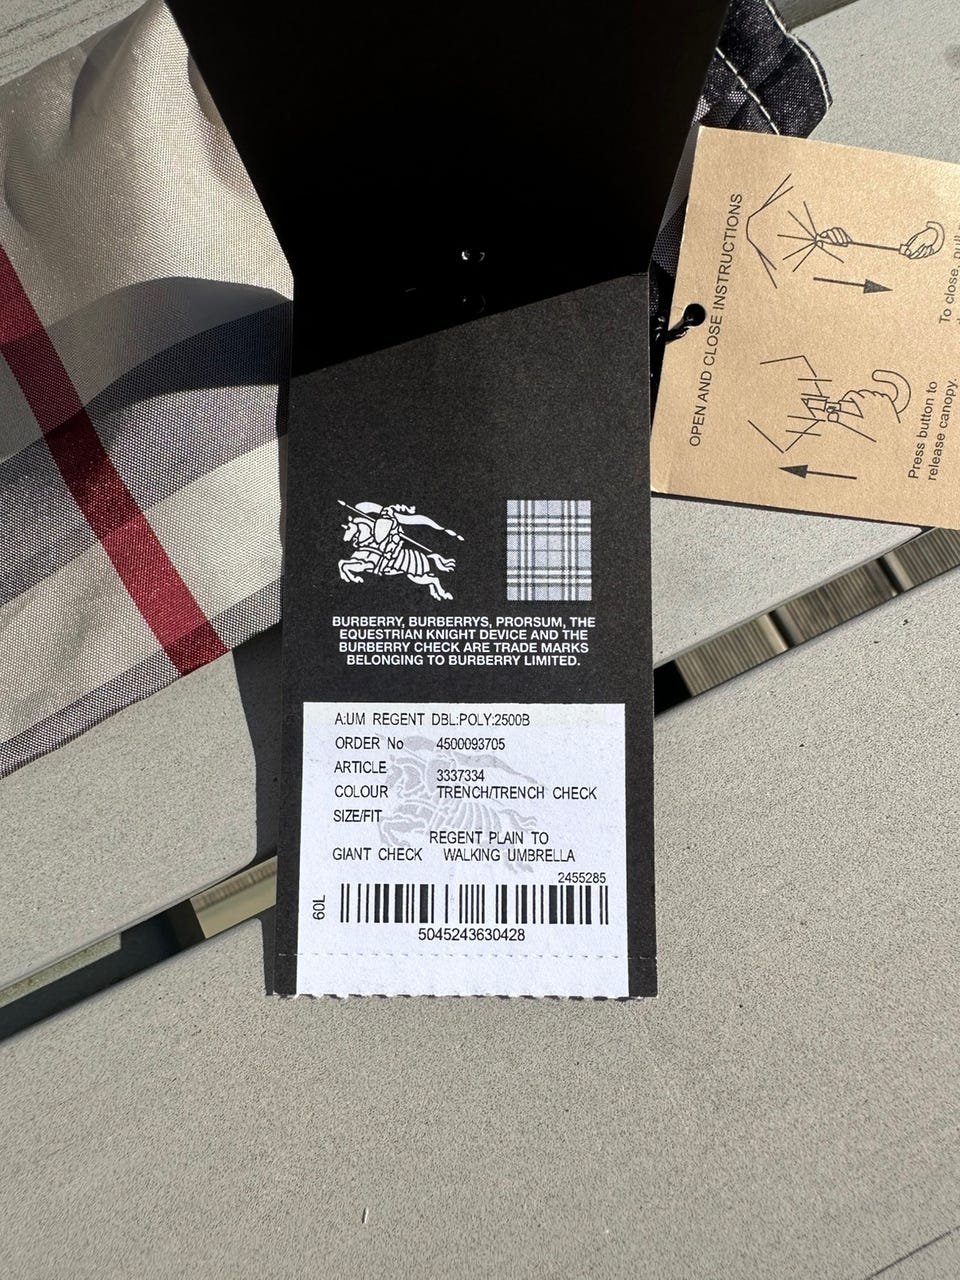 BURBERRY, BURBERRYS, PRORSUM, THE
EQUESTRIAN KNIGHT DEVICE AND THE
BURBERRY CHECK ARE TRADE MARKS
BELONGING TO BURBERRY LIMITED.
A:UM REGENT DBL:POLY:2500B
ORDER No 4500093705
ARTICLE 3337334
COLOUR TRENCH/TRENCH CHECK
SIZE/FIT
REGENT PLAIN TO
GIANT CHECK WALKING UMBRELLA
2455285
60L
5045243630428
OPEN AND CLOSE INSTRUCTIONS
Press button to
release canopy.
To close, pull